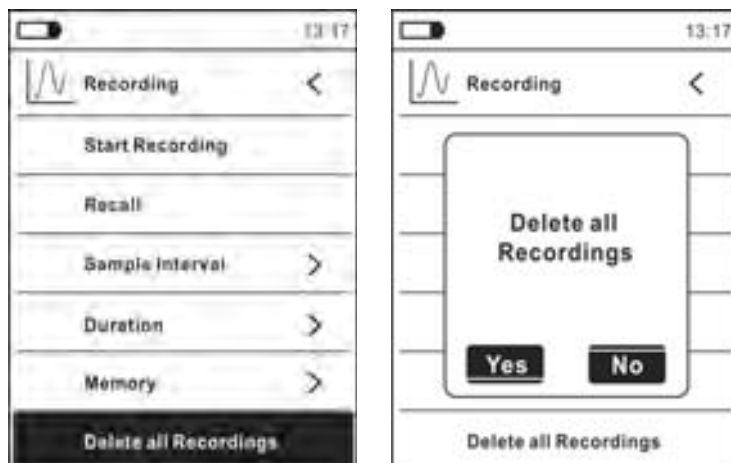 13:17
Recording
Start Recording
Recall
Sample Interval
Duration
Memory
Delete all Recordings
13:17
Recording
Delete all
Recordings
Yes No
Delete all Recordings